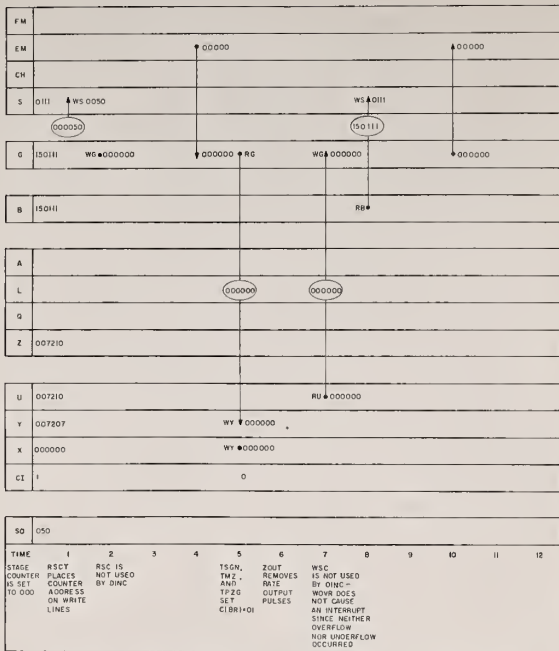 FM
EM 00000 00000
CH
S 0111 WS 0050 WS 0111
000050 150111
G 150111 WG 000000 000000 RG WG 000000 000000
B 150111 RB
A
L 000000 000000
Q
Z 007210
U 007210 RU 000000
Y 007207 WY 000000
X 000000 WY 000000
CI 1 0
SQ 050
TIME 1 2 3 4 5 6 7 8 9 10 11 12
STAGE COUNTER IS SET TO 000
RSCT PLACES COUNTER ADDRESS ON WRITE LINES
RSC IS NOT USED BY DINC
TSGN, TMZ, AND TPZG SET C(BR)=01
ZOUT REMOVES RATE OUTPUT PULSES
WSC IS NOT USED BY DINC – WOVR DOES NOT CAUSE AN INTERRUPT SINCE NEITHER OVERFLOW NOR UNDERFLOW OCCURRED